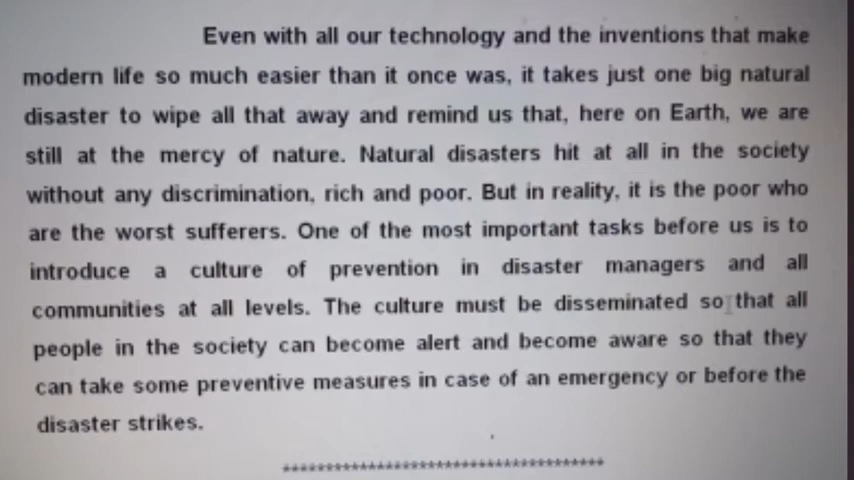 Even with all our technology and the inventions that make
modern life so much easier than it once was, it takes just one big natural
disaster to wipe all that away and remind us that, here on Earth, we are
still at the mercy of nature. Natural disasters hit at all in the society
without any discrimination, rich and poor. But in reality, it is the poor who
are the worst sufferers. One of the most important tasks before us is to
introduce a culture of prevention in disaster managers and all
communities at all levels. The culture must be disseminated so that all
people in the society can become alert and become aware so that they
can take some preventive measures in case of an emergency or before the
disaster strikes.
**************************************